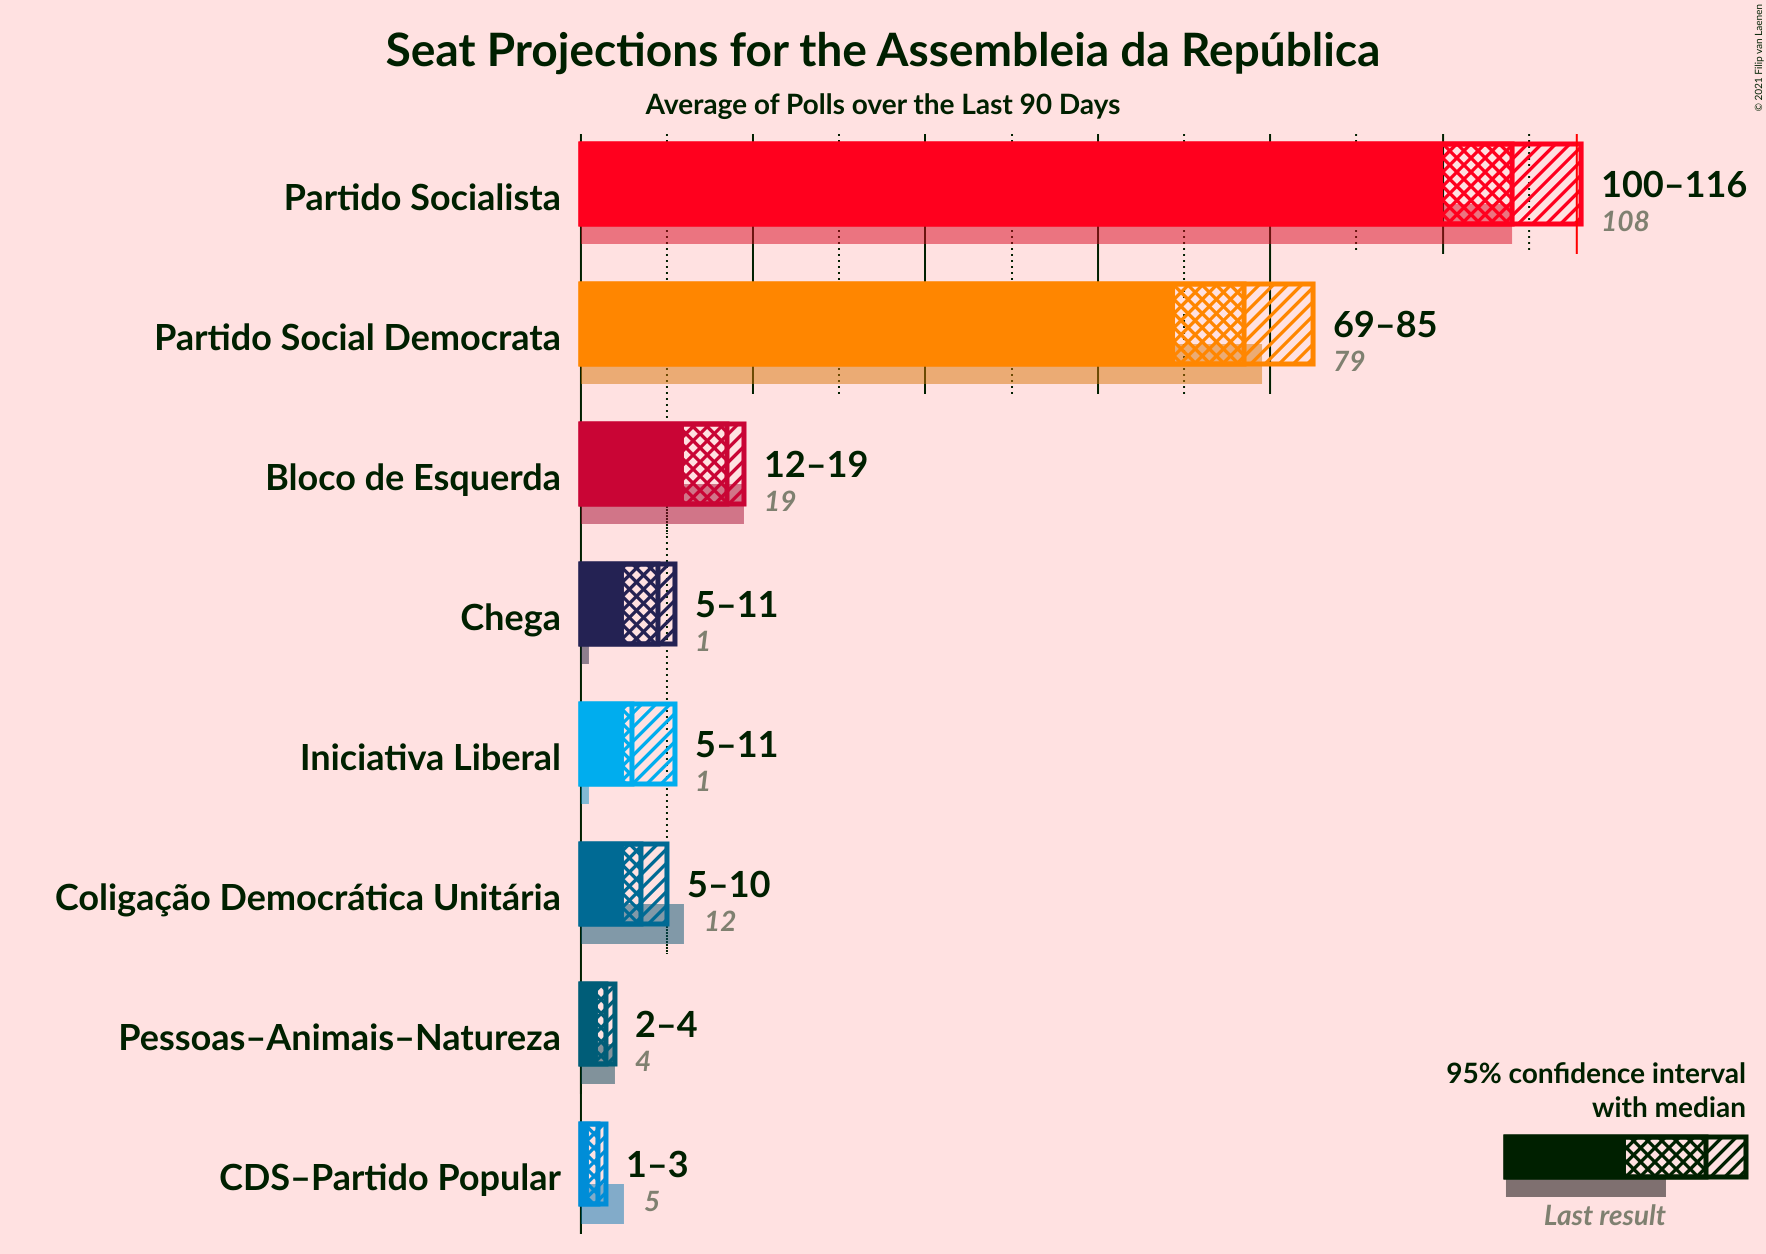 Seat Projections for the Assembleia da República
Average of Polls over the Last 90 Days
© 2021 Filip van Laenen
Partido Socialista
100–116
108
Partido Social Democrata
69–85
79
Bloco de Esquerda
12–19
19
Chega
5–11
1
Iniciativa Liberal
5–11
1
Coligação Democrática Unitária
5–10
12
Pessoas–Animais–Natureza
2–4
4
CDS–Partido Popular
1–3
5
95% confidence interval
with median
Last result